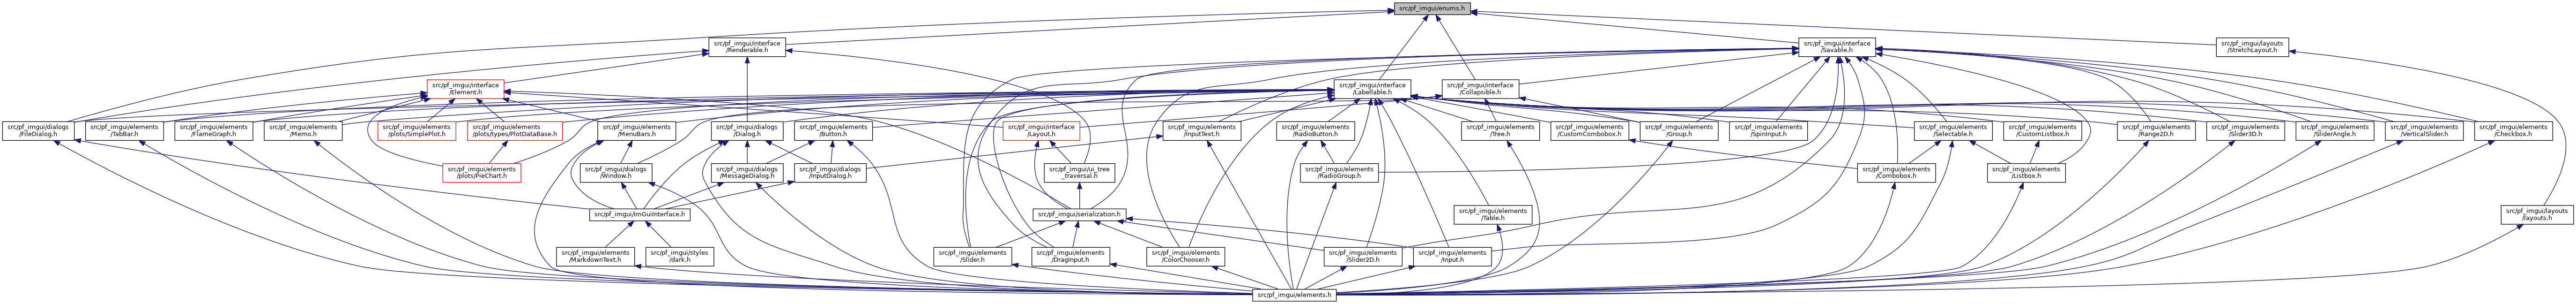 src/pf_imgui/enums.h
src/pf_imgui/interface
/Renderable.h
src/pf_imgui/interface
/Savable.h
src/pf_imgui/layouts
/StretchLayout.h
src/pf_imgui/interface
/Element.h
src/pf_imgui/interface
/Labellable.h
src/pf_imgui/interface
/Collapsible.h
src/pf_imgui/dialogs
/FileDialog.h
src/pf_imgui/elements
/TabBar.h
src/pf_imgui/elements
/FlameGraph.h
src/pf_imgui/elements
/Memo.h
src/pf_imgui/elements
/plots/SimplePlot.h
src/pf_imgui/elements
/plots/types/PlotDataBase.h
src/pf_imgui/elements
/MenuBars.h
src/pf_imgui/dialogs
/Dialog.h
src/pf_imgui/elements
/Button.h
src/pf_imgui/interface
/Layout.h
src/pf_imgui/elements
/InputText.h
src/pf_imgui/elements
/RadioButton.h
src/pf_imgui/elements
/Tree.h
src/pf_imgui/elements
/CustomCombobox.h
src/pf_imgui/elements
/Group.h
src/pf_imgui/elements
/SpinInput.h
src/pf_imgui/elements
/Selectable.h
src/pf_imgui/elements
/CustomListbox.h
src/pf_imgui/elements
/Range2D.h
src/pf_imgui/elements
/Slider3D.h
src/pf_imgui/elements
/SliderAngle.h
src/pf_imgui/elements
/VerticalSlider.h
src/pf_imgui/elements
/Checkbox.h
src/pf_imgui/elements
/plots/PieChart.h
src/pf_imgui/dialogs
/Window.h
src/pf_imgui/dialogs
/MessageDialog.h
src/pf_imgui/dialogs
/InputDialog.h
src/pf_imgui/ui_tree
_traversal.h
src/pf_imgui/elements
/RadioGroup.h
src/pf_imgui/elements
/Combobox.h
src/pf_imgui/elements
/Listbox.h
src/pf_imgui/ImGuiInterface.h
src/pf_imgui/serialization.h
src/pf_imgui/elements
/Table.h
src/pf_imgui/layouts
/layouts.h
src/pf_imgui/elements
/MarkdownText.h
src/pf_imgui/styles
/dark.h
src/pf_imgui/elements
/Slider.h
src/pf_imgui/elements
/DragInput.h
src/pf_imgui/elements
/ColorChooser.h
src/pf_imgui/elements
/Slider2D.h
src/pf_imgui/elements
/Input.h
src/pf_imgui/elements.h